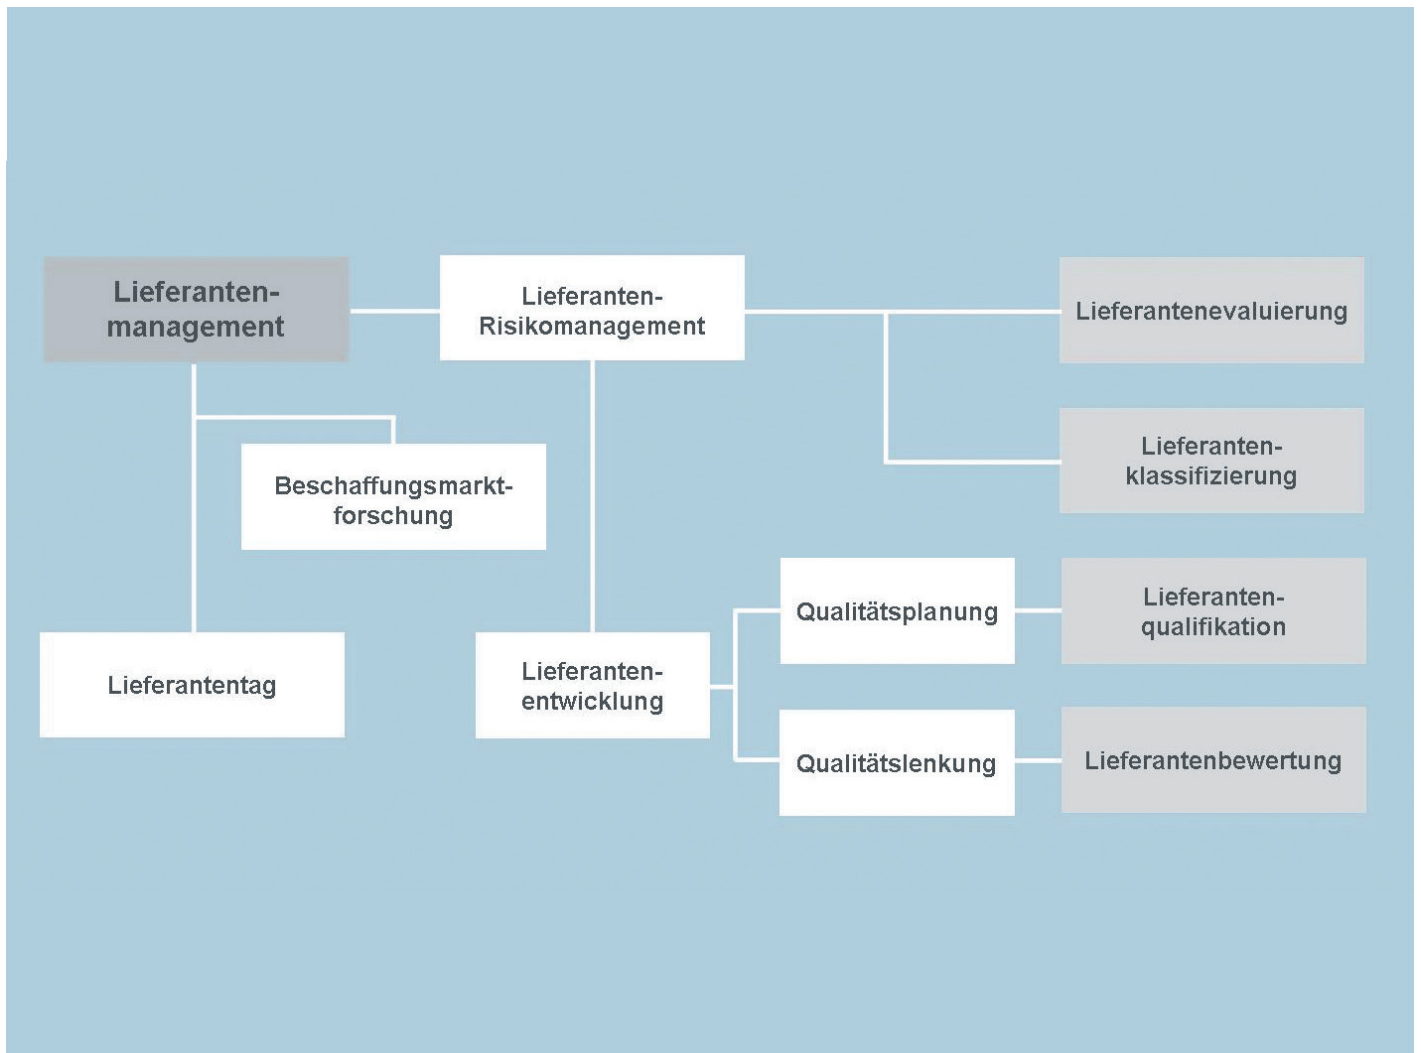 Lieferanten-
management
Lieferanten-
Risikomanagement
Lieferantenevaluierung
Lieferanten-
klassifizierung
Beschaffungsmarkt-
forschung
Qualitätsplanung
Lieferanten-
qualifikation
Lieferantentag
Lieferanten-
entwicklung
Qualitätslenkung
Lieferantenbewertung